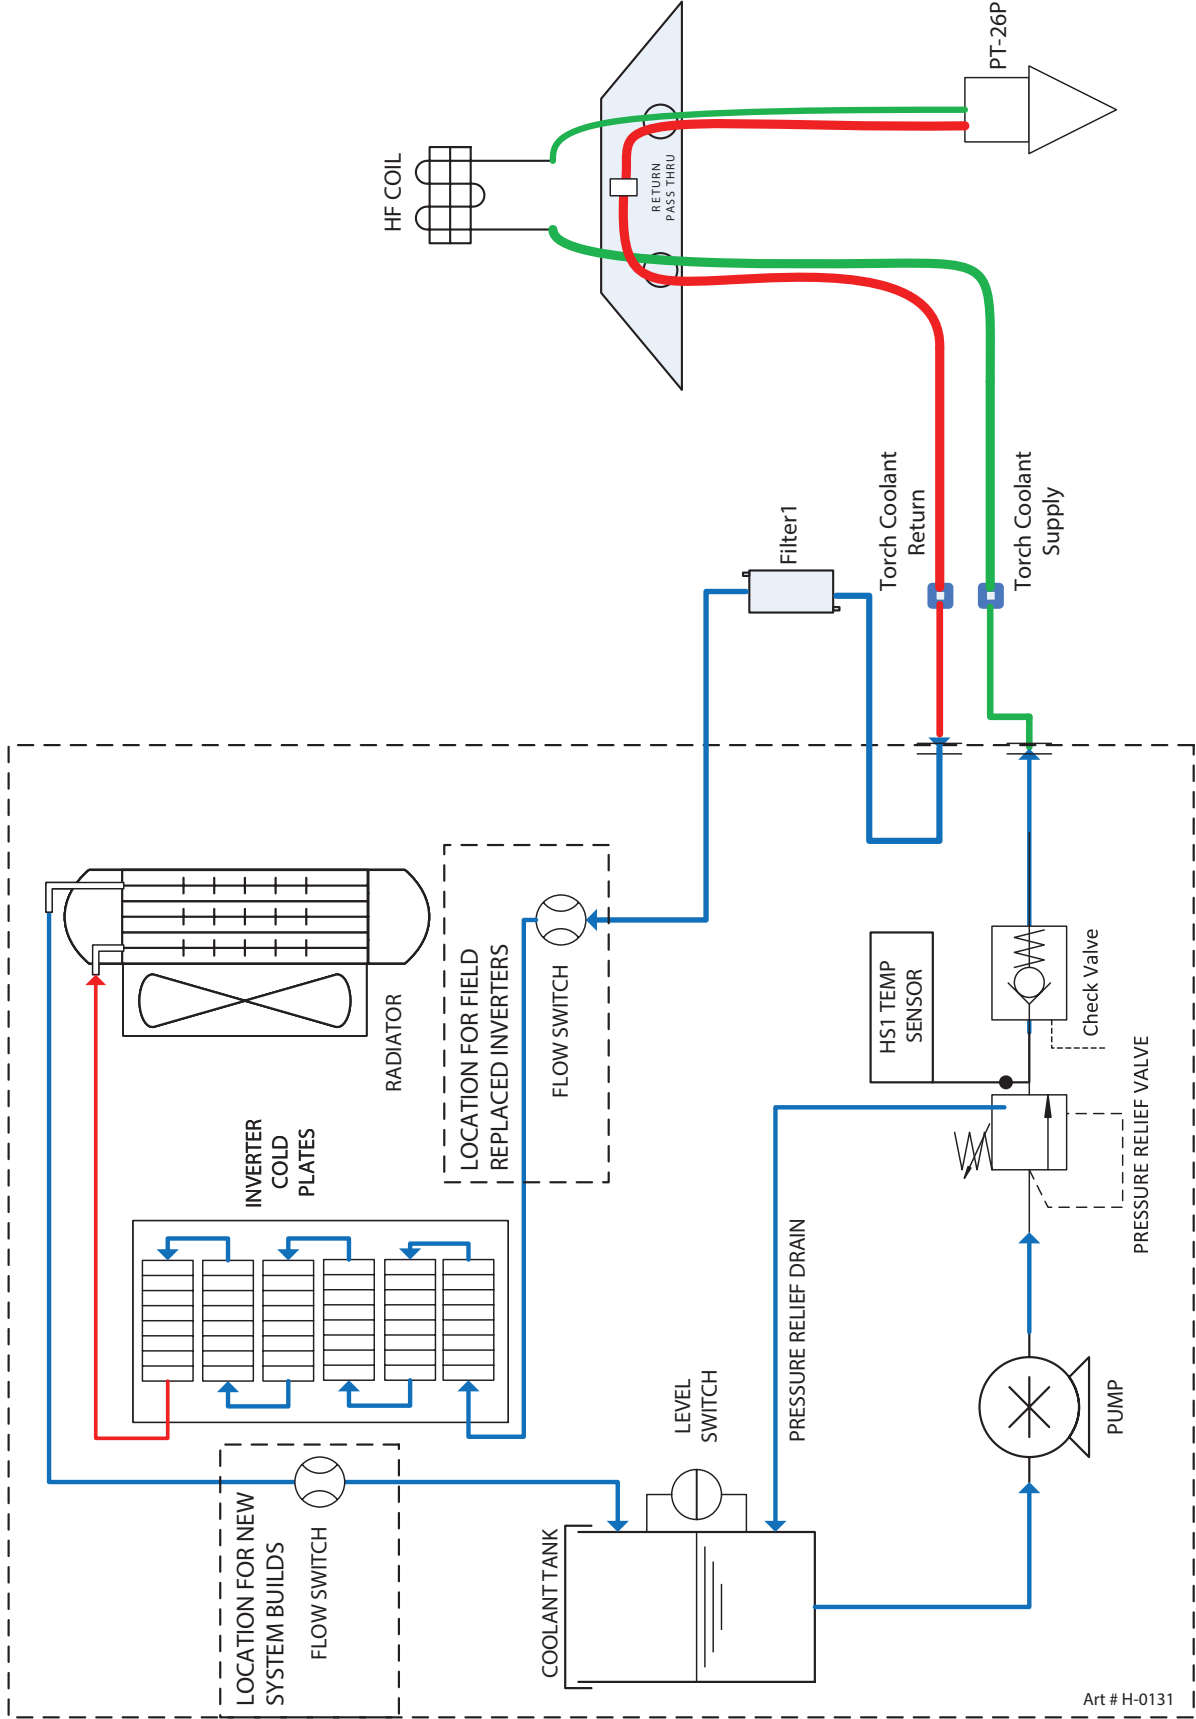 PT-26P
HF COIL
RETURN
PASS THRU
Torch Coolant
Return
Torch Coolant
Supply
Filter1
RADIATOR
LOCATION FOR FIELD
REPLACED INVERTERS
FLOW SWITCH
HS1 TEMP
SENSOR
Check Valve
PRESSURE RELIEF VALVE
INVERTER
COLD
PLATES
PRESSURE RELIEF DRAIN
LEVEL
SWITCH
PUMP
LOCATION FOR NEW
SYSTEM BUILDS
FLOW SWITCH
COOLANT TANK
Art # H-0131